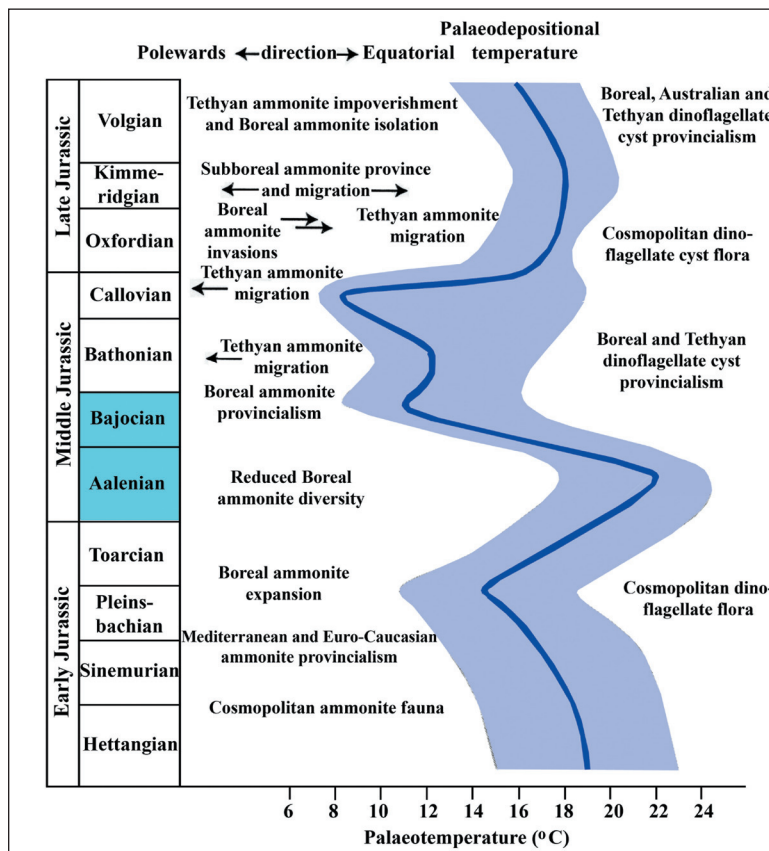 Palaeodepositional
Polewards ←direction→ Equatorial temperature
Late Jurassic
Volgian
Kimme-
ridgian
Oxfordian
Middle Jurassic
Callovian
Bathonian
Bajocian
Aalenian
Early Jurassic
Toarcian
Pleins-
bachian
Sinemurian
Hettangian
Tethyan ammonite impoverishment
and Boreal ammonite isolation
Subboreal ammonite province
and migration
Boreal
ammonite
invasions
Tethyan ammonite
migration
Tethyan ammonite
migration
Tethyan ammonite
migration
Boreal ammonite
provincialism
Reduced Boreal
ammonite diversity
Boreal ammonite
expansion
Mediterranean and Euro-Caucasian
ammonite provincialism
Cosmopolitan ammonite fauna
Boreal, Australian and
Tethyan dinoflagellate
cyst provincialism
Cosmopolitan dino-
flagellate cyst flora
Boreal and Tethyan
dinoflagellate cyst
provincialism
Cosmopolitan dino-
flagellate flora
6 8 10 12 14 16 18 20 22 24
Palaeotemperature (°C)